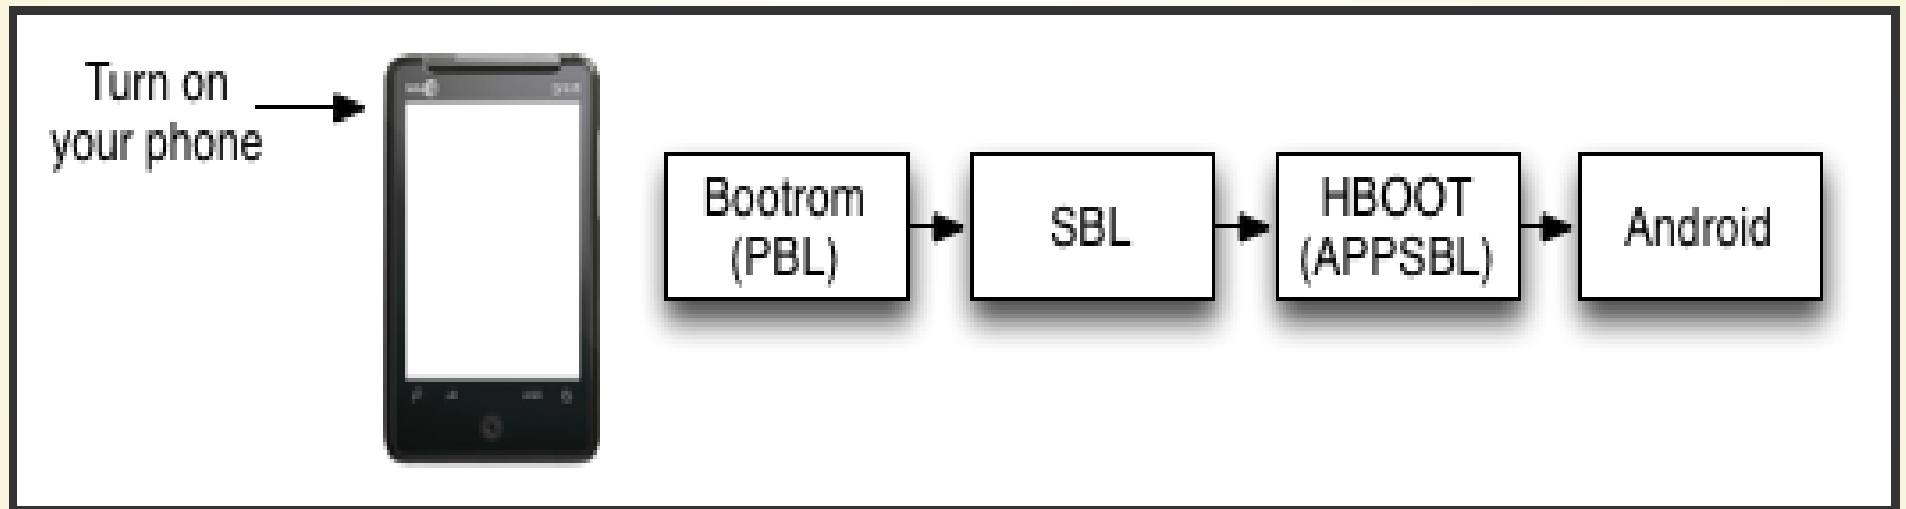 Turn on
your phone
Bootrom
(PBL)
SBL
HBOOT
(APPSBL)
Android